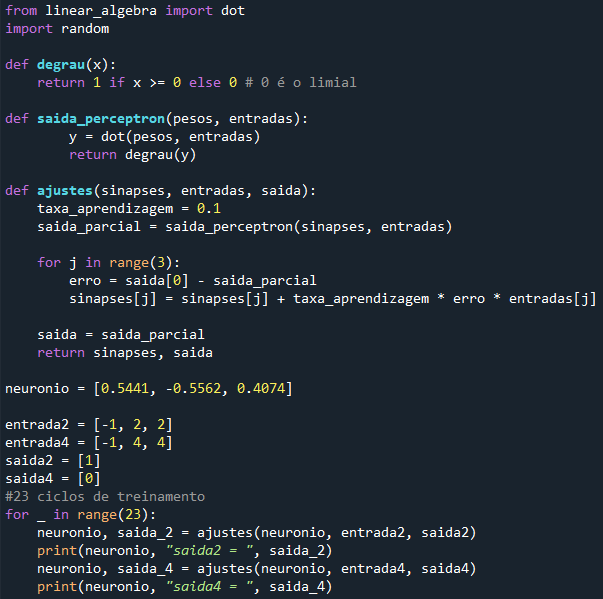 from linear_algebra import dot
import random
def degrau(x):
return 1 if x >= 0 else 0 # 0 é o limial
def saida_perceptron(pesos, entradas):
y = dot(pesos, entradas)
return degrau(y)
def ajustes(sinapses, entradas, saida):
taxa_aprendizagem = 0.1
saida_parcial = saida_perceptron(sinapses, entradas)
for j in range(3):
erro = saida[0] - saida_parcial
sinapses[j] = sinapses[j] + taxa_aprendizagem * erro * entradas[j]
saida = saida_parcial
return sinapses, saida
neuronio = [0.5441, -0.5562, 0.4074]
entrada2 = [-1, 2, 2]
entrada4 = [-1, 4, 4]
saida2 = [1]
saida4 = [0]
#23 ciclos de treinamento
for _ in range(23):
neuronio, saida_2 = ajustes(neuronio, entrada2, saida2)
print(neuronio, "saida2 = ", saida_2)
neuronio, saida_4 = ajustes(neuronio, entrada4, saida4)
print(neuronio, "saida4 = ", saida_4)